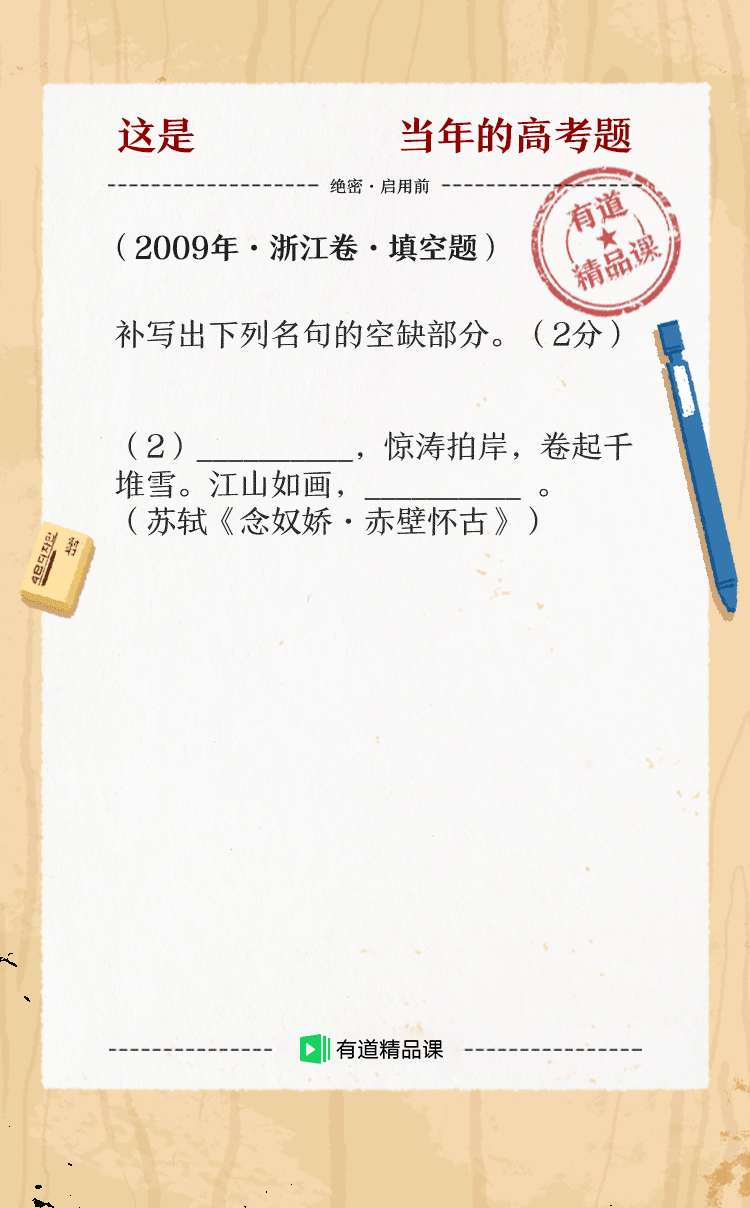 这是 当年的高考题
绝密·启用前
有道
精品课
（2009年·浙江卷·填空题）
补写出下列名句的空缺部分。（2分）
（2）__________，惊涛拍岸，卷起千
堆雪。江山如画，__________ 。
（苏轼《念奴娇·赤壁怀古》）
有道精品课